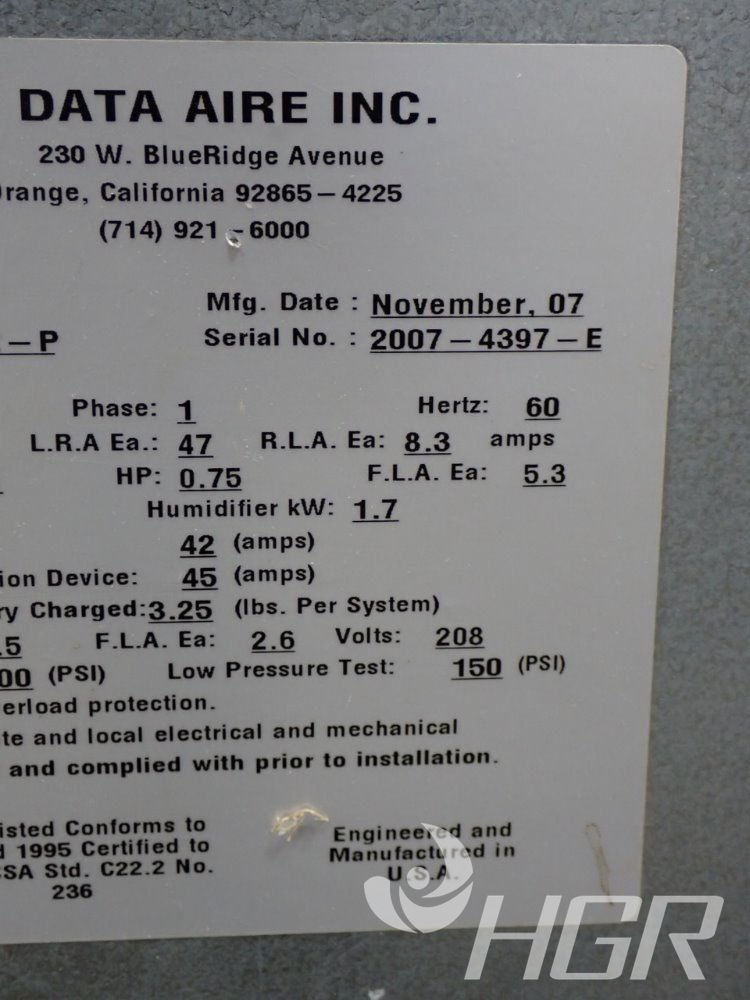 DATA AIRE INC.
230 W. BlueRidge Avenue
range, California 92865-4225
(714) 921-6000
Mfg. Date : November, 07
-P Serial No. : 2007-4397-E
Phase: 1 Hertz: 60
L.R.A Ea.: 47 R.L.A. Ea: 8.3 amps
HP: 0.75 F.L.A. Ea: 5.3
Humidifier kW: 1.7
42 (amps)
ion Device: 45 (amps)
ry Charged:3.25 (lbs. Per System)
.5 F.L.A. Ea: 2.6 Volts: 208
00 (PSI) Low Pressure Test: 150 (PSI)
erload protection.
te and local electrical and mechanical
and complied with prior to installation.
isted Conforms to
d 1995 Certified to
SA Std. C22.2 No.
236
Engineered and
Manufactured in
U.S.A.
HGR